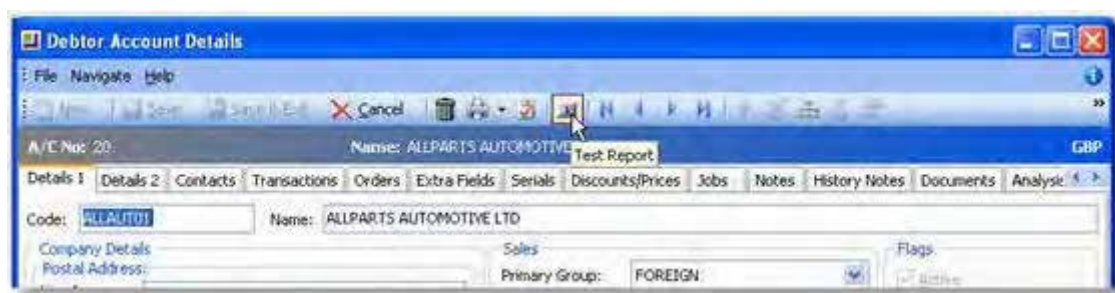 Debtor Account Details
File Navigate Help
New Save Save & Exit Cancel
A/C No: 20 Name: ALLPARTS AUTOMOTIVE GBP
Test Report
Details 1 Details 2 Contacts Transactions Orders Extra Fields Serials Discounts/Prices Jobs Notes History Notes Documents Analysis
Code: ALLAUT01 Name: ALLPARTS AUTOMOTIVE LTD
Company Details Sales Flags
Postal Address: Primary Group: FOREIGN Active